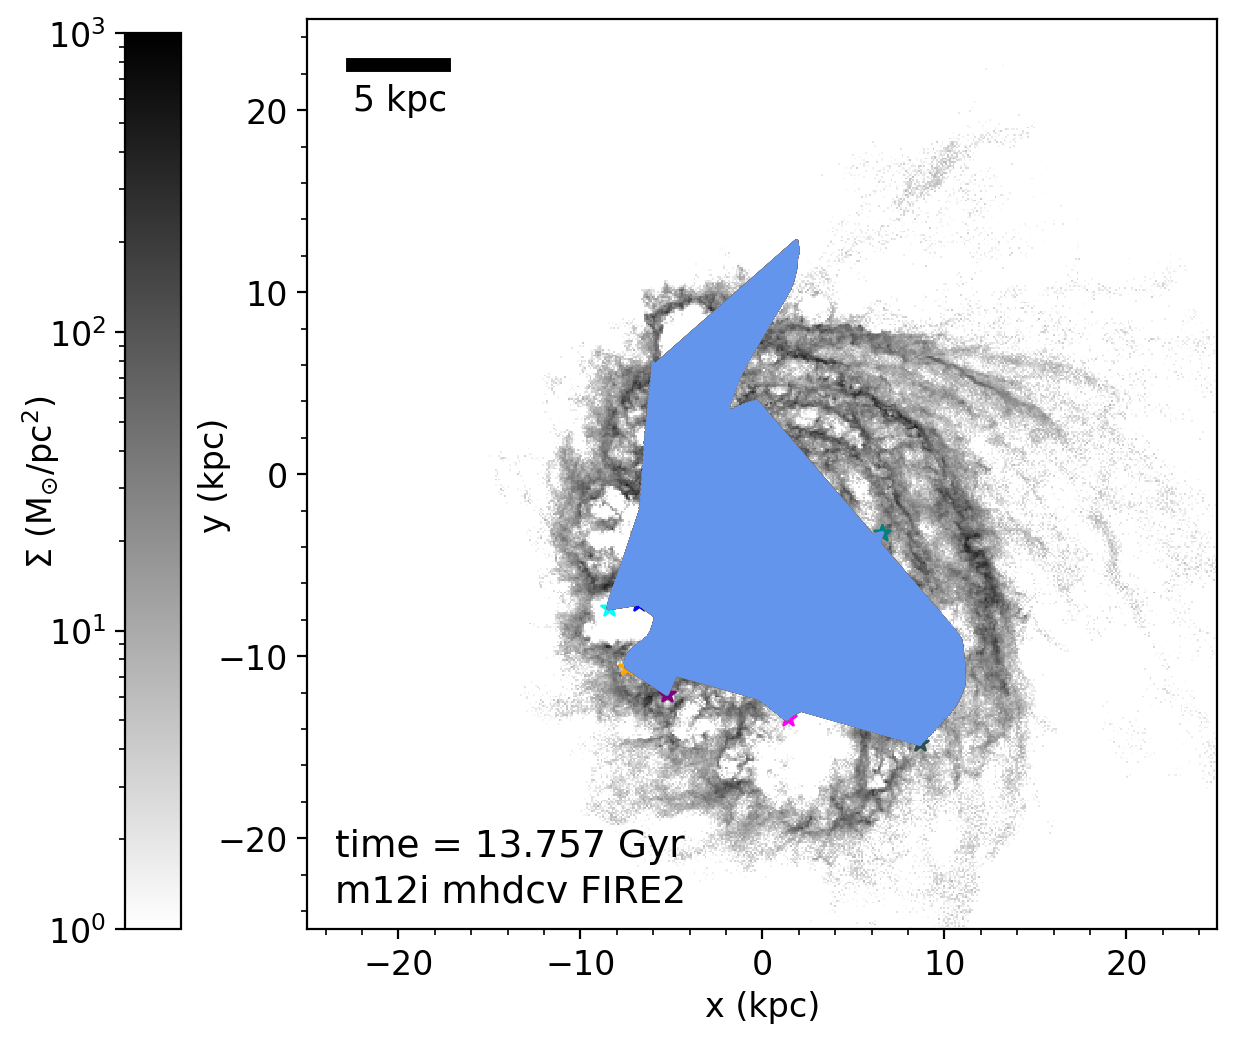 10³
10²
10¹
10⁰
Σ (M⊙/pc²)
y (kpc)
20
10
0
−10
−20
5 kpc
time = 13.757 Gyr
m12i mhdcv FIRE2
−20 −10 0 10 20
x (kpc)